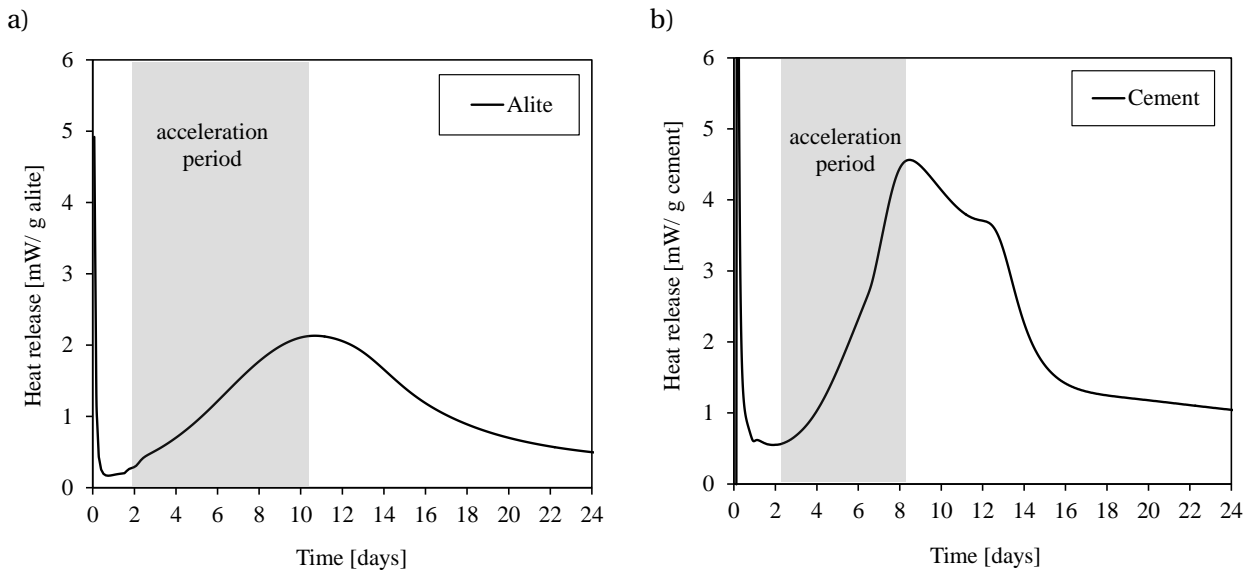 a)
6
5
4
3
2
1
0
Heat release [mW/ g alite]
acceleration
period
Alite
0 2 4 6 8 10 12 14 16 18 20 22 24
Time [days]
b)
6
5
4
3
2
1
0
Heat release [mW/ g cement]
acceleration
period
Cement
0 2 4 6 8 10 12 14 16 18 20 22 24
Time [days]